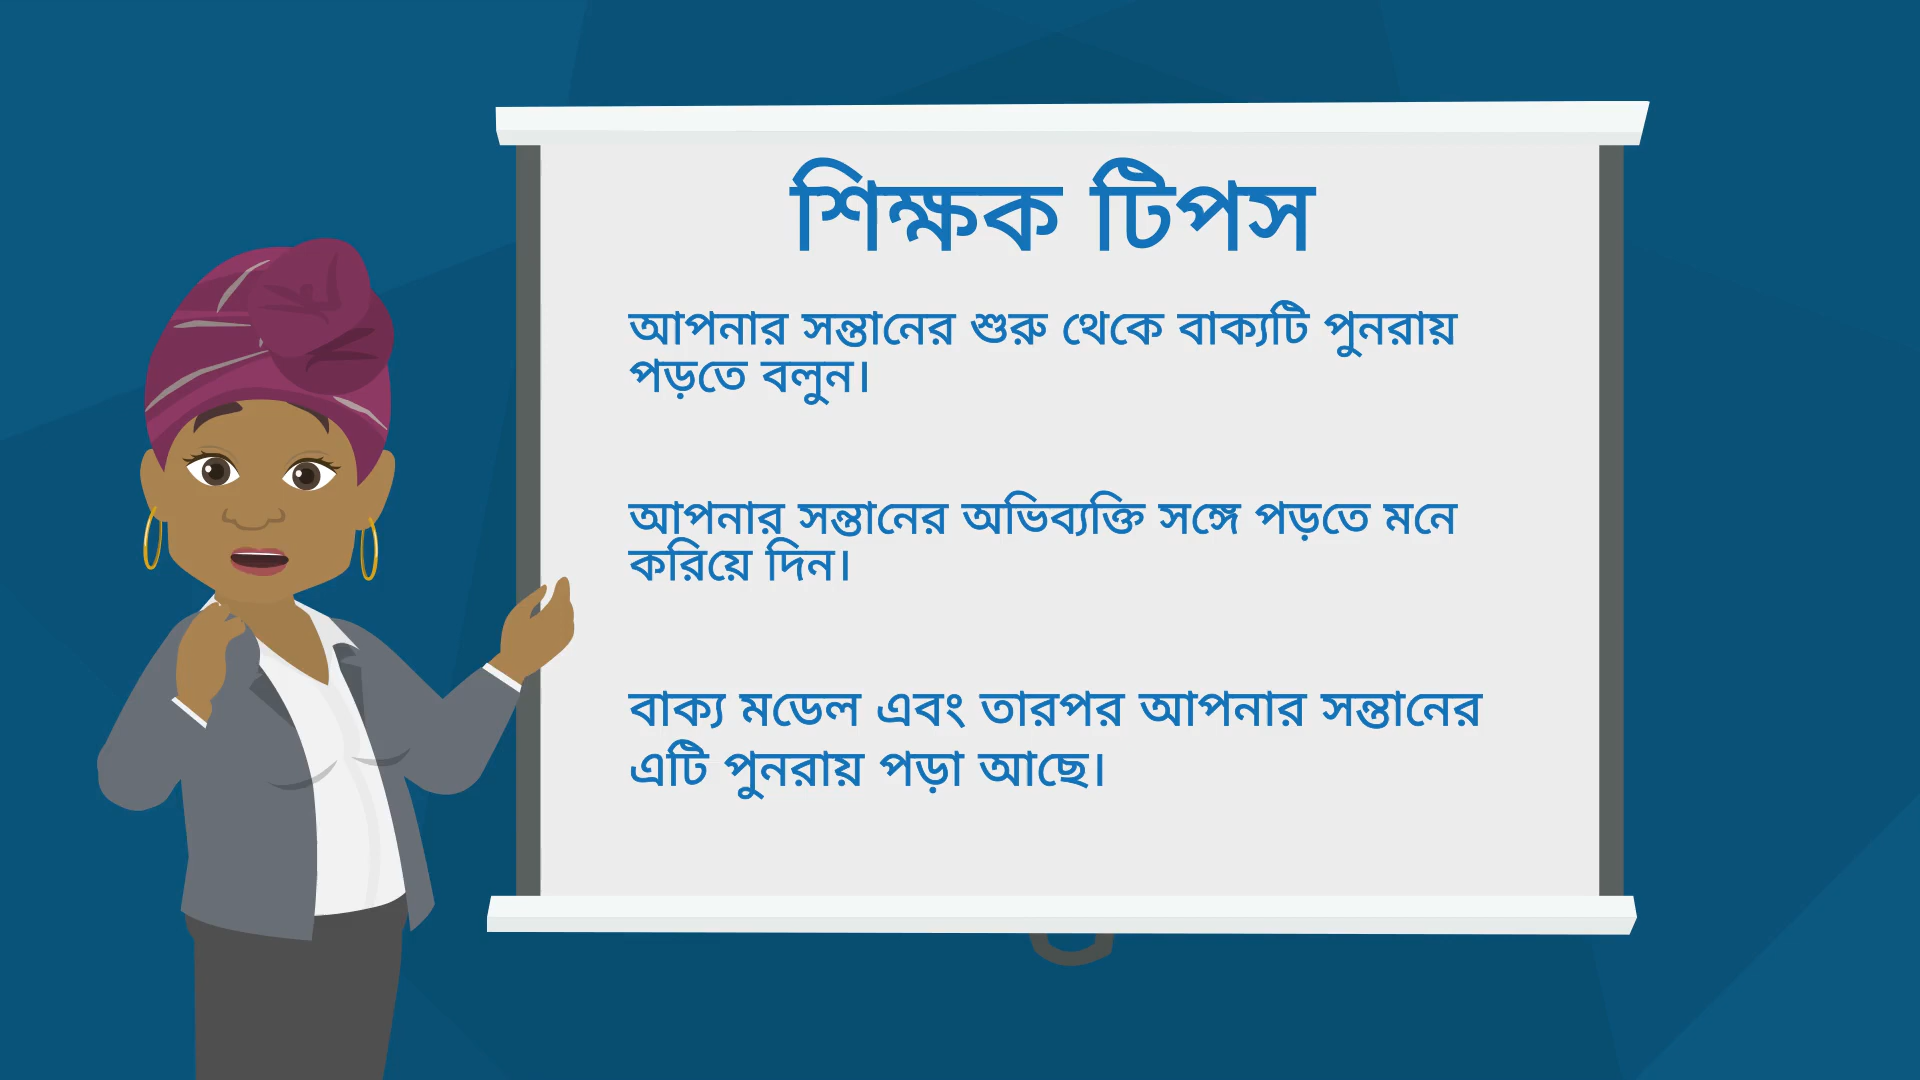 শিক্ষক টিপস
আপনার সন্তানের শুরু থেকে বাক্যটি পুনরায়
পড়তে বলুন।
আপনার সন্তানের অভিব্যক্তি সঙ্গে পড়তে মনে
করিয়ে দিন।
বাক্য মডেল এবং তারপর আপনার সন্তানের
এটি পুনরায় পড়া আছে।